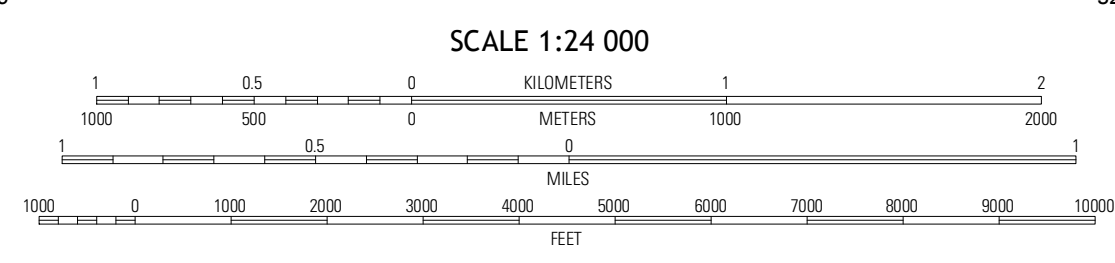 SCALE 1:24 000
1 0.5 0 KILOMETERS 1 2
1000 500 0 METERS 1000 2000
1 0.5 0 1
MILES
1000 0 1000 2000 3000 4000 5000 6000 7000 8000 9000 10000
FEET